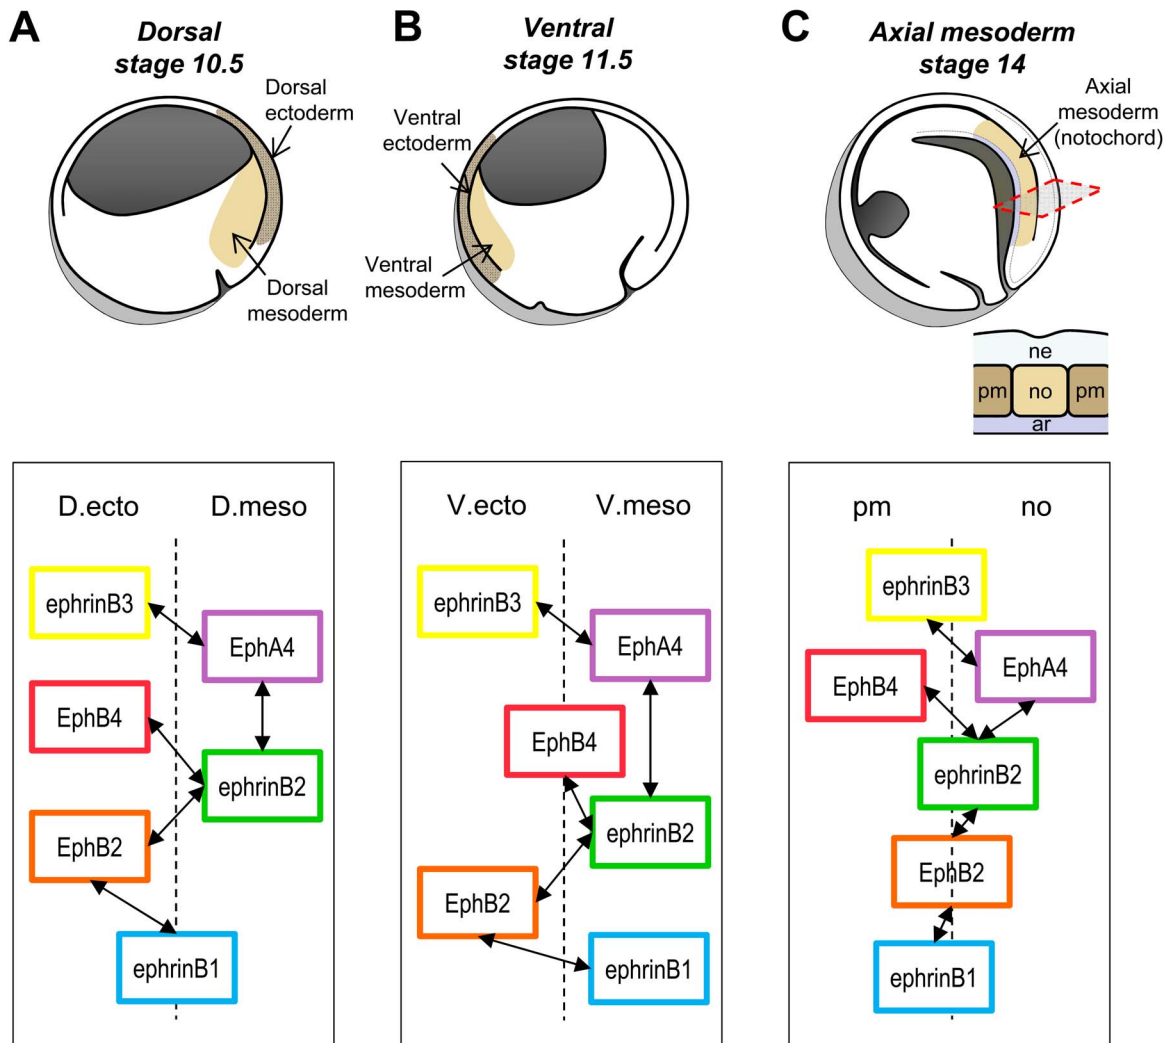 A
Dorsal
stage 10.5
Dorsal
ectoderm
Dorsal
mesoderm
B
Ventral
stage 11.5
Ventral
ectoderm
Ventral
mesoderm
C
Axial mesoderm
stage 14
Axial
mesoderm
(notochord)
ne
pm
no
pm
ar
D.ecto
D.meso
ephrinB3
EphA4
EphB4
ephrinB2
EphB2
ephrinB1
V.ecto
V.meso
ephrinB3
EphA4
EphB4
ephrinB2
EphB2
ephrinB1
pm
no
ephrinB3
EphA4
EphB4
ephrinB2
EphB2
ephrinB1